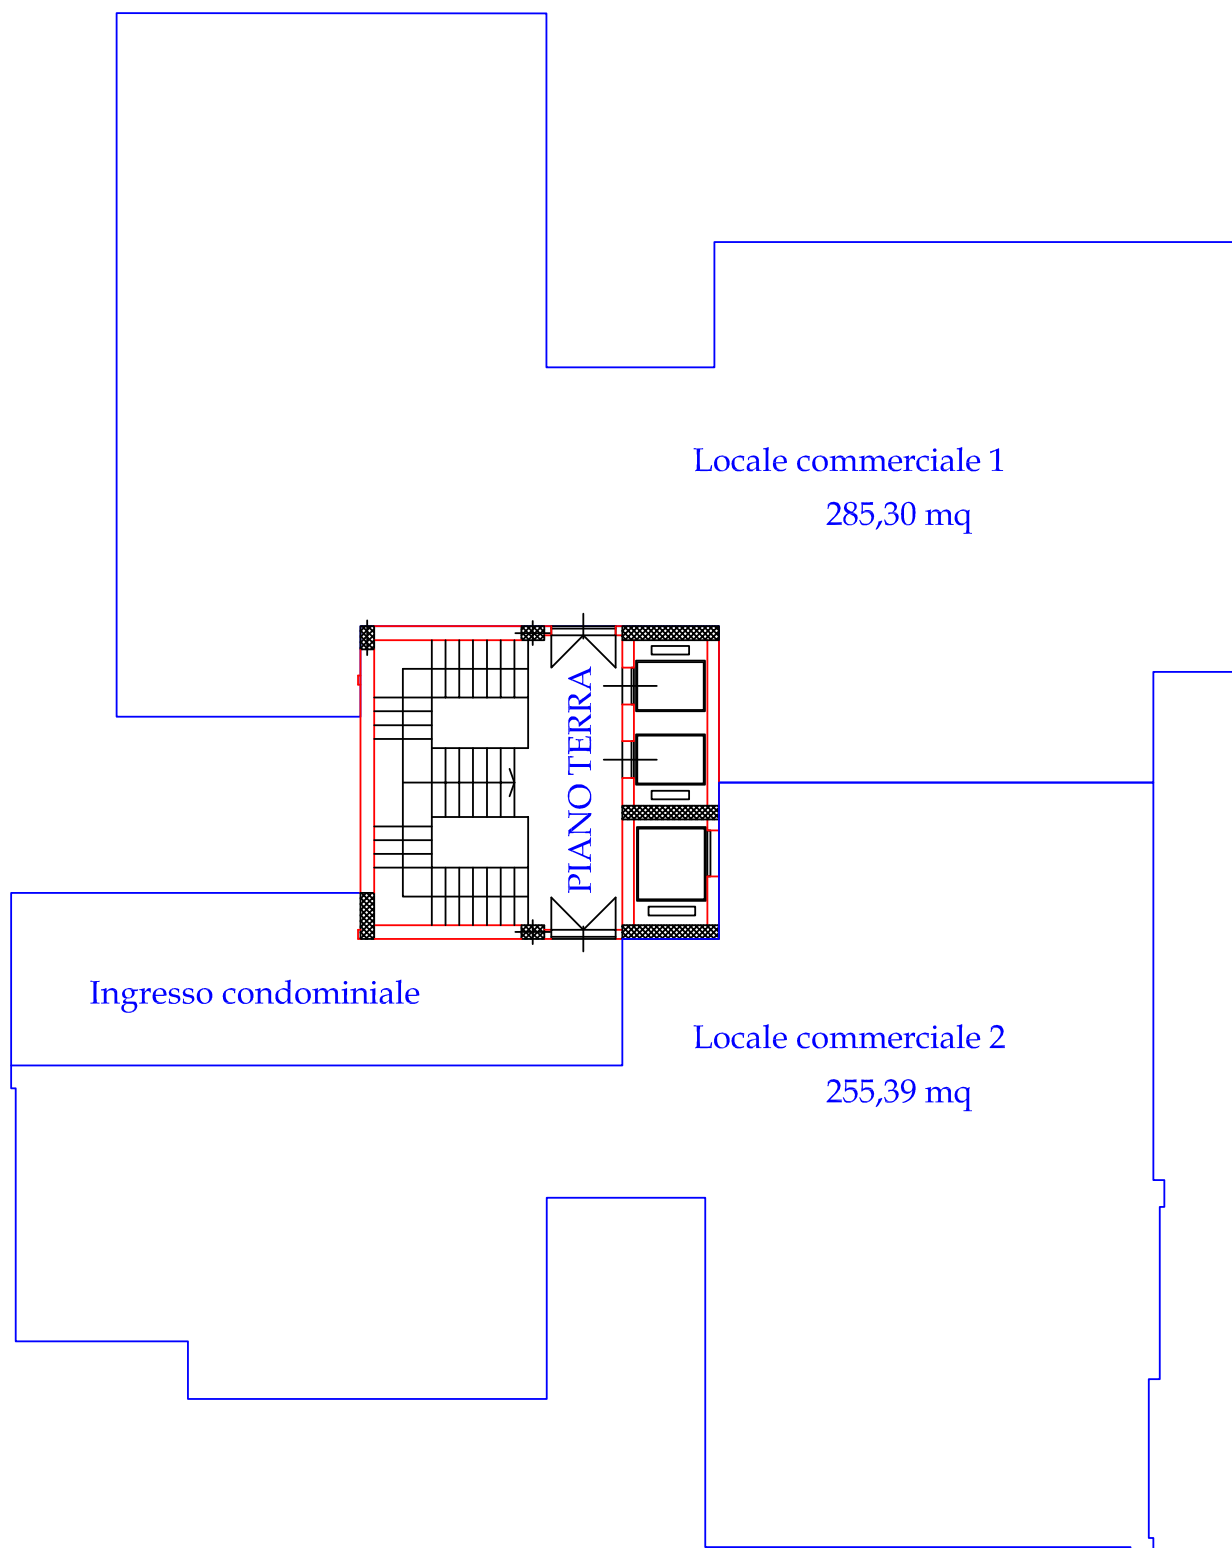 Locale commerciale 1
285,30 mq
PIANO TERRA
Ingresso condominiale
Locale commerciale 2
255,39 mq